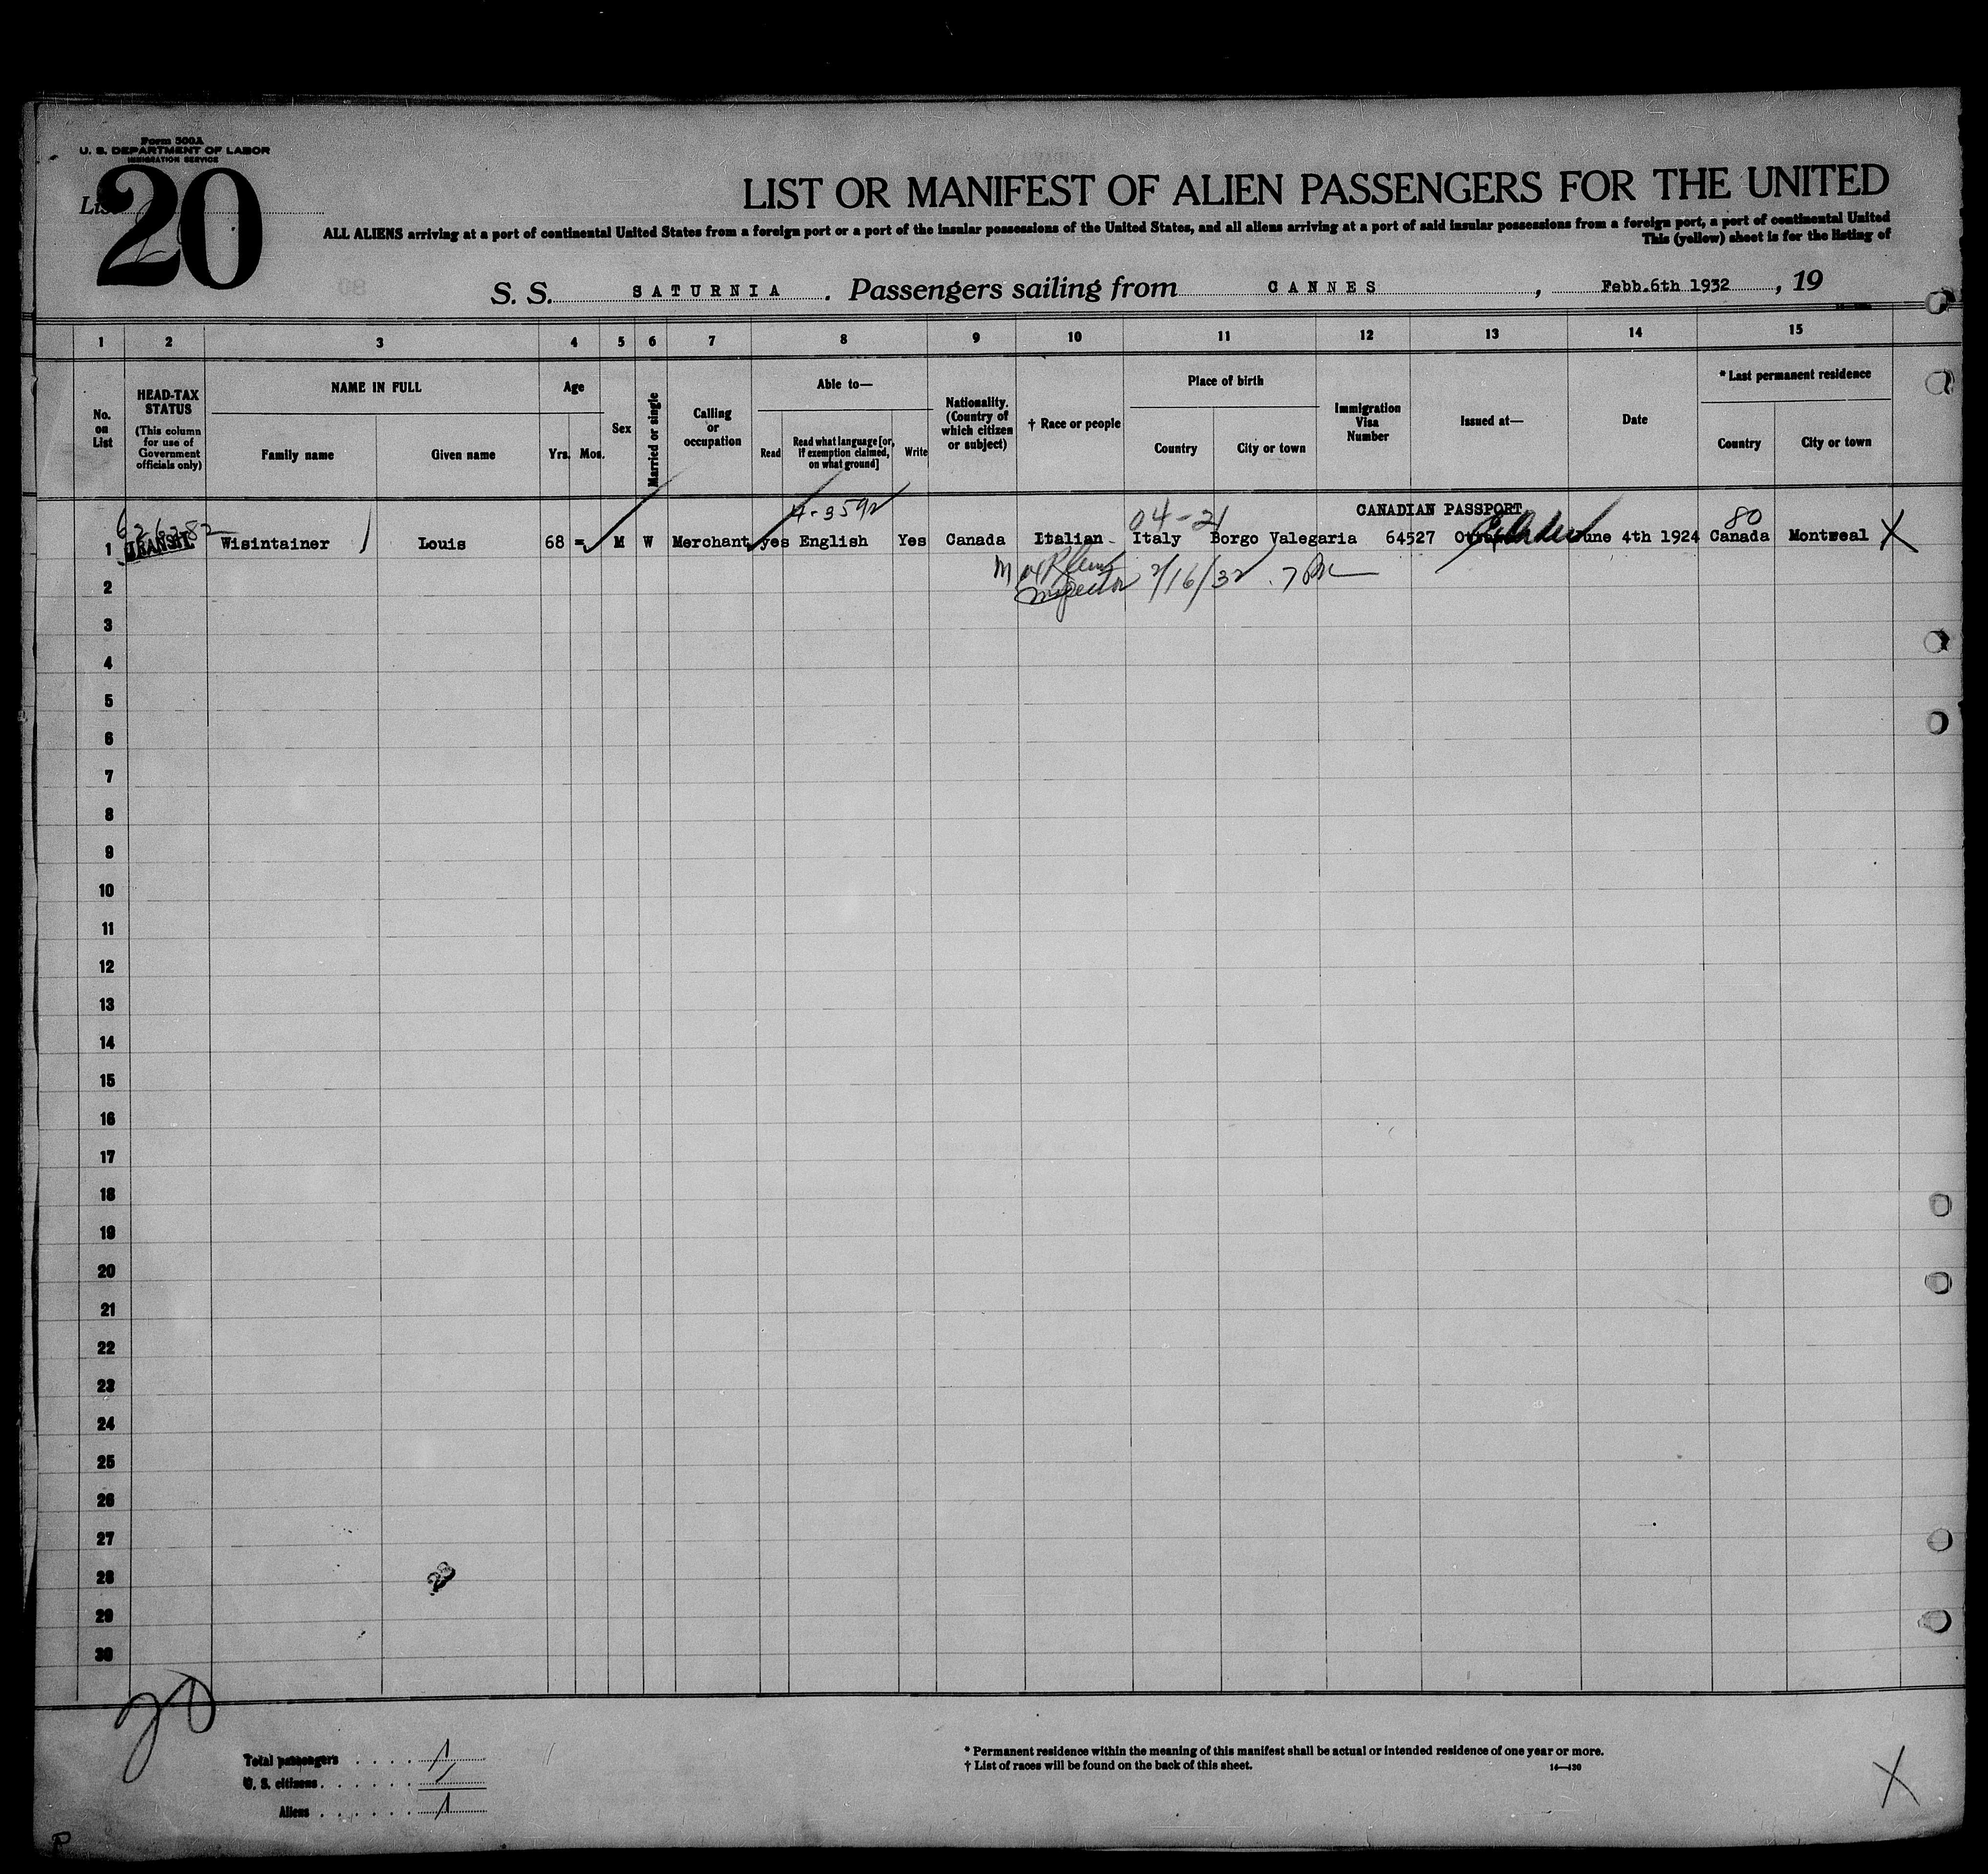 Form 500A
U. S. DEPARTMENT OF LABOR
IMMIGRATION SERVICE
List 20
LIST OR MANIFEST OF ALIEN PASSENGERS FOR THE UNITED
ALL ALIENS arriving at a port of continental United States from a foreign port or a port of the insular possessions of the United States, and all aliens arriving at a port of said insular possessions from a foreign port, a port of continental United
This (yellow) sheet is for the listing of
S. S. SATURNIA . Passengers sailing from CANNES , Febb.6th 1932 , 19
1 2 3 4 5 6 7 8 9 10 11 12 13 14 15
No. on List
HEAD-TAX STATUS
(This column for use of Government officials only)
NAME IN FULL
Family name
Given name
Age
Yrs. Mos.
Sex
Married or single
Calling or occupation
Able to—
Read
Read what language [or, if exemption claimed, on what ground]
Write
Nationality. (Country of which citizen or subject)
† Race or people
Place of birth
Country
City or town
Immigration Visa Number
Issued at—
Date
* Last permanent residence
Country
City or town
04-21
CANADIAN PASSPORT
80
1 TRANSIT Wisintainer Louis 68 = M W Merchant yes English Yes Canada Italian Italy Borgo Valegaria 64527 June 4th 1924 Canada Montweal X
Inspector 2/16/32
2
3
4
5
6
7
8
9
10
11
12
13
14
15
16
17
18
19
20
21
22
23
24
25
26
27
28
29
30
20
Total passengers . . . . 1
U. S. citizens . . . . . .
Aliens . . . . . . 1
* Permanent residence within the meaning of this manifest shall be actual or intended residence of one year or more.
† List of races will be found on the back of this sheet.
14—430
X